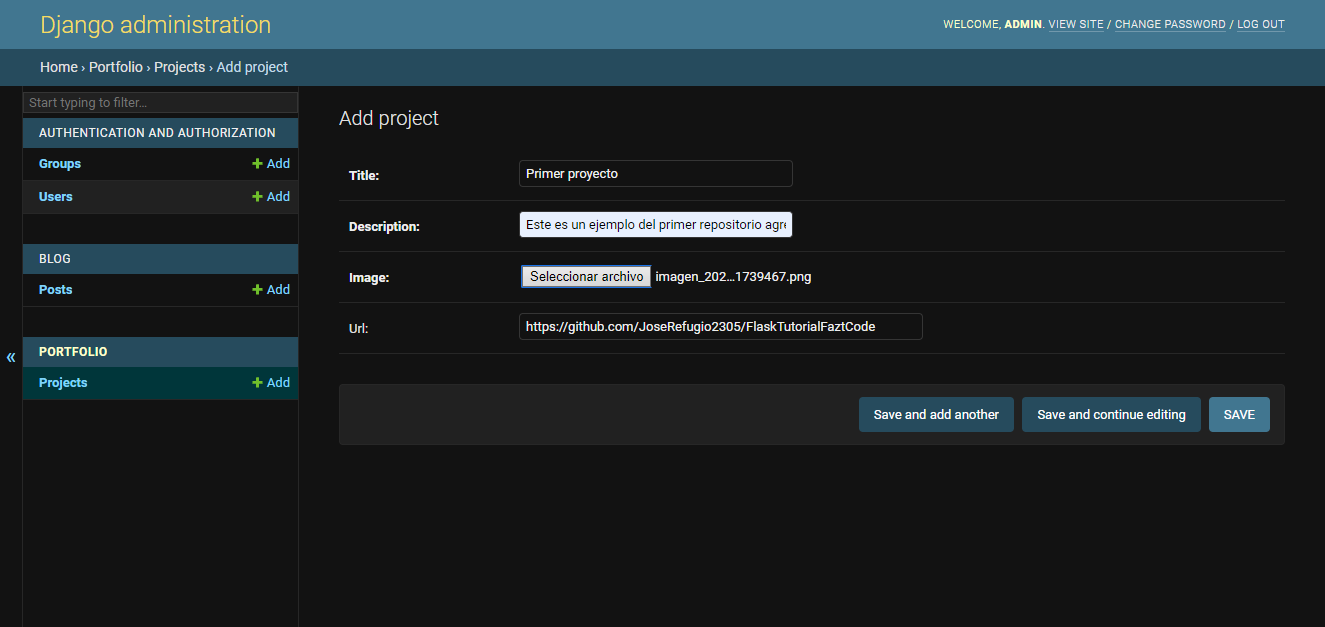 Django administration
WELCOME, ADMIN. VIEW SITE / CHANGE PASSWORD / LOG OUT
Home › Portfolio › Projects › Add project
Start typing to filter...
AUTHENTICATION AND AUTHORIZATION
Groups + Add
Users + Add
BLOG
Posts + Add
PORTFOLIO
Projects + Add
«
Add project
Title: Primer proyecto
Description: Este es un ejemplo del primer repositorio agre
Image: Seleccionar archivo imagen_202...1739467.png
Url: https://github.com/JoseRefugio2305/FlaskTutorialFaztCode
Save and add another Save and continue editing SAVE